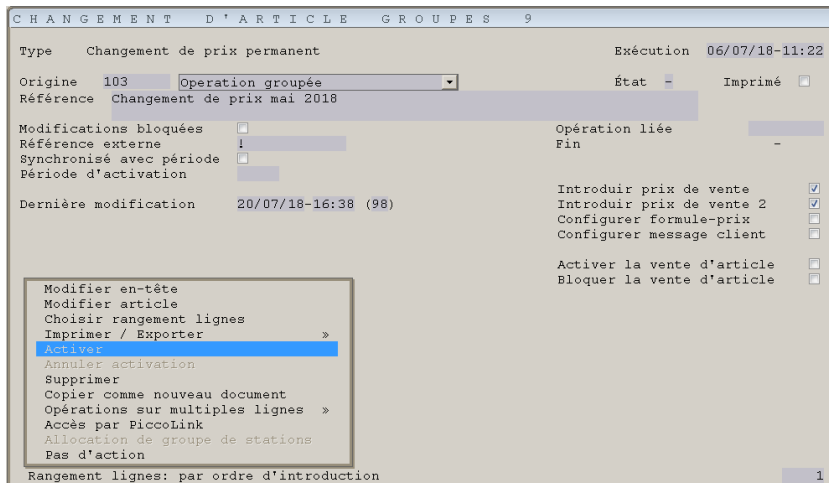 CHANGEMENT D'ARTICLE GROUPES 9
Type Changement de prix permanent Exécution 06/07/18-11:22
Origine 103 Operation groupée État - Imprimé
Référence Changement de prix mai 2018
Modifications bloquées Opération liée
Référence externe ! Fin -
Synchronisé avec période
Période d'activation
Introduir prix de vente
Dernière modification 20/07/18-16:38 (98) Introduir prix de vente 2
Configurer formule-prix
Configurer message client
Activer la vente d'article
Bloquer la vente d'article
Modifier en-tête
Modifier article
Choisir rangement lignes
Imprimer / Exporter »
Activer
Annuler activation
Supprimer
Copier comme nouveau document
Opérations sur multiples lignes »
Accès par PiccoLink
Allocation de groupe de stations
Pas d'action
Rangement lignes: par ordre d'introduction 1